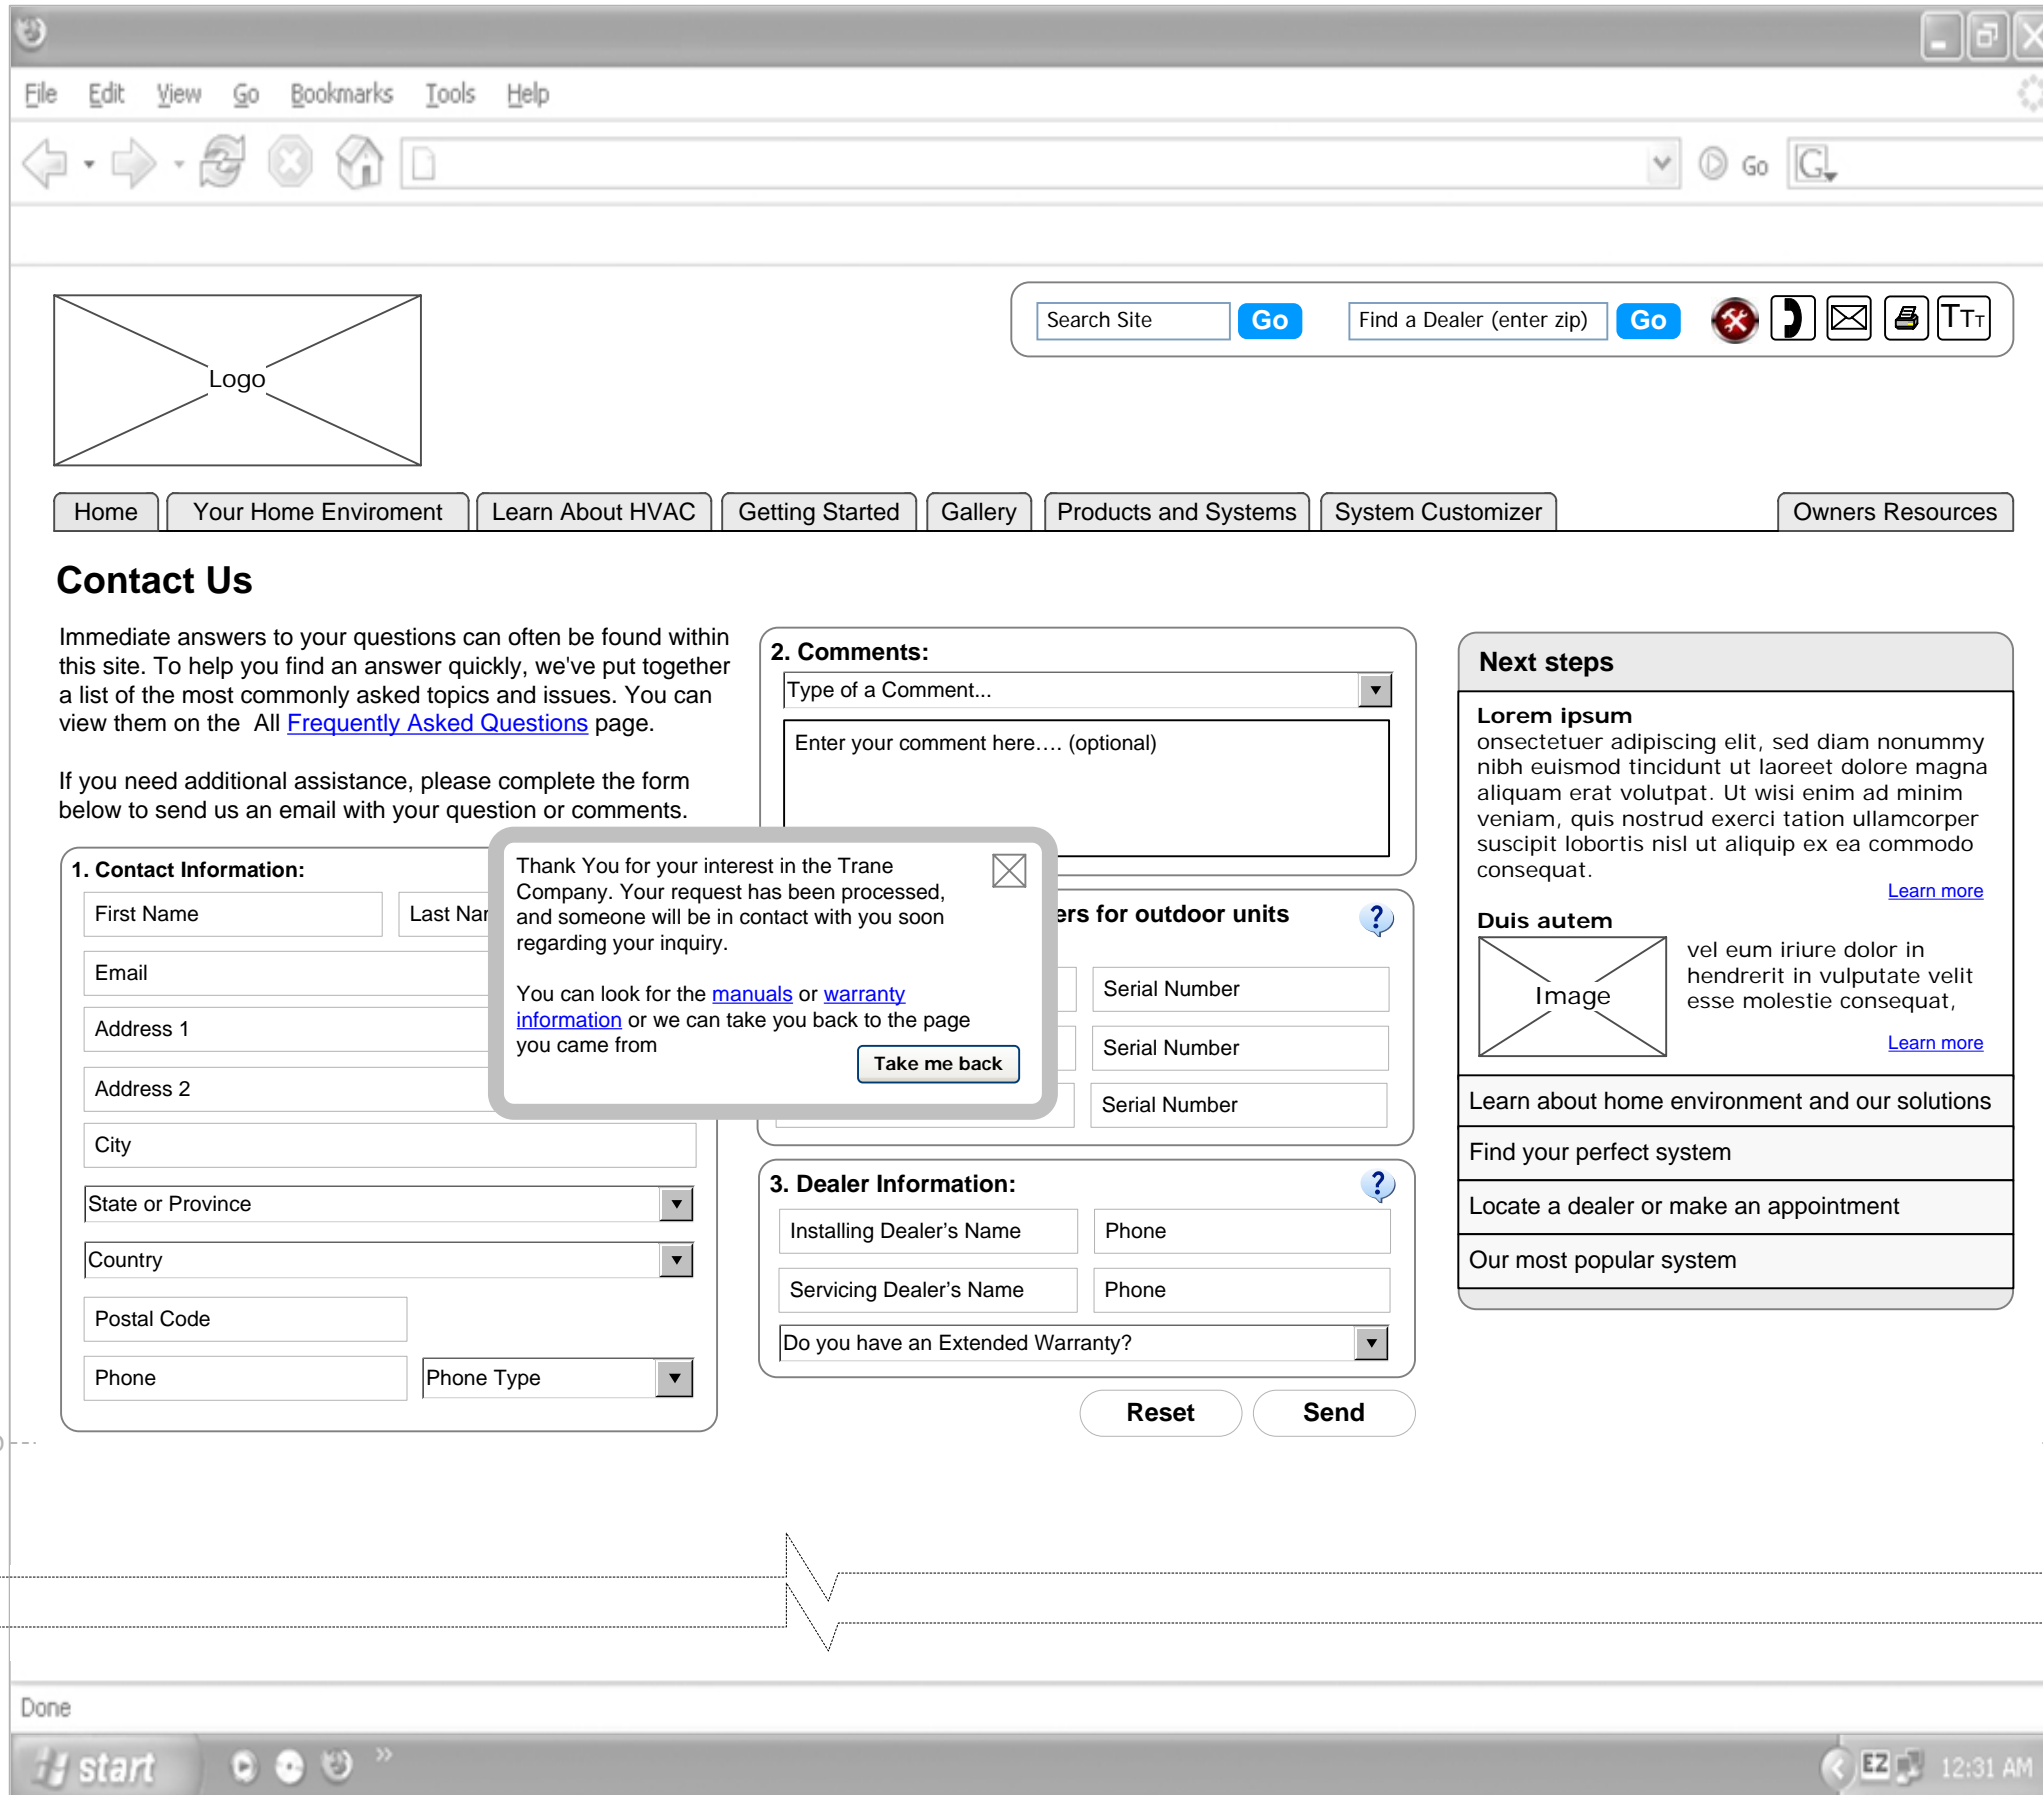 File Edit View Go Bookmarks Tools Help
Go G
Search Site Go Find a Dealer (enter zip) Go TTT
Logo
Home Your Home Enviroment Learn About HVAC Getting Started Gallery Products and Systems System Customizer Owners Resources
Contact Us
Immediate answers to your questions can often be found within
this site. To help you find an answer quickly, we've put together
a list of the most commonly asked topics and issues. You can
view them on the All Frequently Asked Questions page.
If you need additional assistance, please complete the form
below to send us an email with your question or comments.
1. Contact Information:
First Name
Email
Address 1
Address 2
City
State or Province
Country
Postal Code
Phone Phone Type
Last Nar
Thank You for your interest in the Trane
Company. Your request has been processed,
and someone will be in contact with you soon
regarding your inquiry.
You can look for the manuals or warranty
information or we can take you back to the page
you came from
Take me back
2. Comments:
Type of a Comment...
Enter your comment here.... (optional)
ers for outdoor units ?
Serial Number
Serial Number
Serial Number
3. Dealer Information: ?
Installing Dealer’s Name Phone
Servicing Dealer’s Name Phone
Do you have an Extended Warranty?
Reset Send
Next steps
Lorem ipsum
onsectetuer adipiscing elit, sed diam nonummy
nibh euismod tincidunt ut laoreet dolore magna
aliquam erat volutpat. Ut wisi enim ad minim
veniam, quis nostrud exerci tation ullamcorper
suscipit lobortis nisl ut aliquip ex ea commodo
consequat.
Learn more
Duis autem
Image
vel eum iriure dolor in
hendrerit in vulputate velit
esse molestie consequat,
Learn more
Learn about home environment and our solutions
Find your perfect system
Locate a dealer or make an appointment
Our most popular system
Done
start EZ 12:31 AM